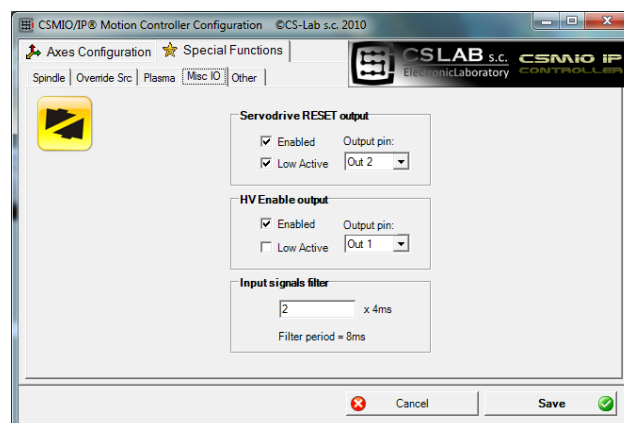 CSMIO/IP® Motion Controller Configuration ©CS-Lab s.c. 2010
Axes Configuration Special Functions
CSLAB s.c. CSMIO IP
ElectronicLaboratory CONTROLLER
Spindle Override Src Plasma Misc IO Other
Servodrive RESET output
Enabled Output pin:
Low Active Out 2
HV Enable output
Enabled Output pin:
Low Active Out 1
Input signals filter
2 x 4ms
Filter period = 8ms
Cancel Save